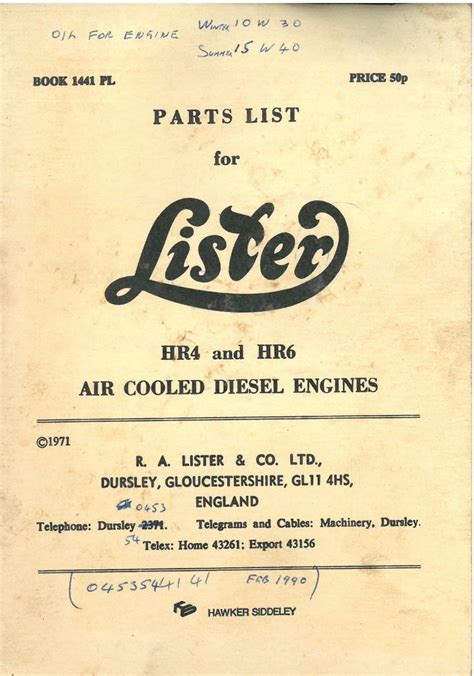 OIL FOR ENGINE WINTER 10 W 30
SUMMER 15 W 40
BOOK 1441 PL PRICE 50p
PARTS LIST
for
Lister
HR4 and HR6
AIR COOLED DIESEL ENGINES
©1971
R. A. LISTER & CO. LTD.,
DURSLEY, GLOUCESTERSHIRE, GL11 4HS,
ENGLAND
0453
Telephone: Dursley 2371. Telegrams and Cables: Machinery, Dursley.
54 Telex: Home 43261; Export 43156
(0453544141 FEB 1990)
HAWKER SIDDELEY